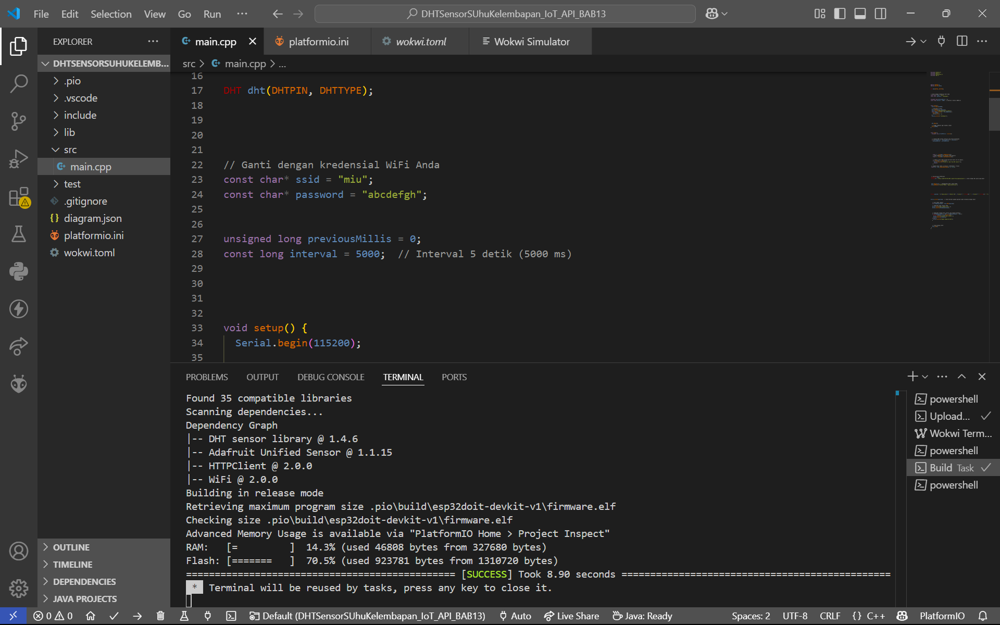 File Edit Selection View Go Run ··· DHTSensorSUhuKelembapan_IoT_API_BAB13
EXPLORER ···
DHTSENSORSUHUKELEMB...
.pio
.vscode
include
lib
src
main.cpp
test
.gitignore
diagram.json
platformio.ini
wokwi.toml
OUTLINE
TIMELINE
DEPENDENCIES
JAVA PROJECTS
main.cpp platformio.ini wokwi.toml Wokwi Simulator
src > main.cpp > ...
16
17 DHT dht(DHTPIN, DHTTYPE);
18
19
20
21
22 // Ganti dengan kredensial WiFi Anda
23 const char* ssid = "miu";
24 const char* password = "abcdefgh";
25
26
27 unsigned long previousMillis = 0;
28 const long interval = 5000; // Interval 5 detik (5000 ms)
29
30
31
32
33 void setup() {
34 Serial.begin(115200);
35
PROBLEMS OUTPUT DEBUG CONSOLE TERMINAL PORTS
Found 35 compatible libraries
Scanning dependencies...
Dependency Graph
|-- DHT sensor library @ 1.4.6
|-- Adafruit Unified Sensor @ 1.1.15
|-- HTTPClient @ 2.0.0
|-- WiFi @ 2.0.0
Building in release mode
Retrieving maximum program size .pio\build\esp32doit-devkit-v1\firmware.elf
Checking size .pio\build\esp32doit-devkit-v1\firmware.elf
Advanced Memory Usage is available via "PlatformIO Home > Project Inspect"
RAM: [= ] 14.3% (used 46808 bytes from 327680 bytes)
Flash: [======= ] 70.5% (used 923781 bytes from 1310720 bytes)
=============================================== [SUCCESS] Took 8.90 seconds ===============================================
* Terminal will be reused by tasks, press any key to close it.
powershell
Upload...
Wokwi Term...
powershell
Build Task
powershell
0 0 Default (DHTSensorSUhuKelembapan_IoT_API_BAB13) Auto Live Share Java: Ready Spaces: 2 UTF-8 CRLF {} C++ PlatformIO